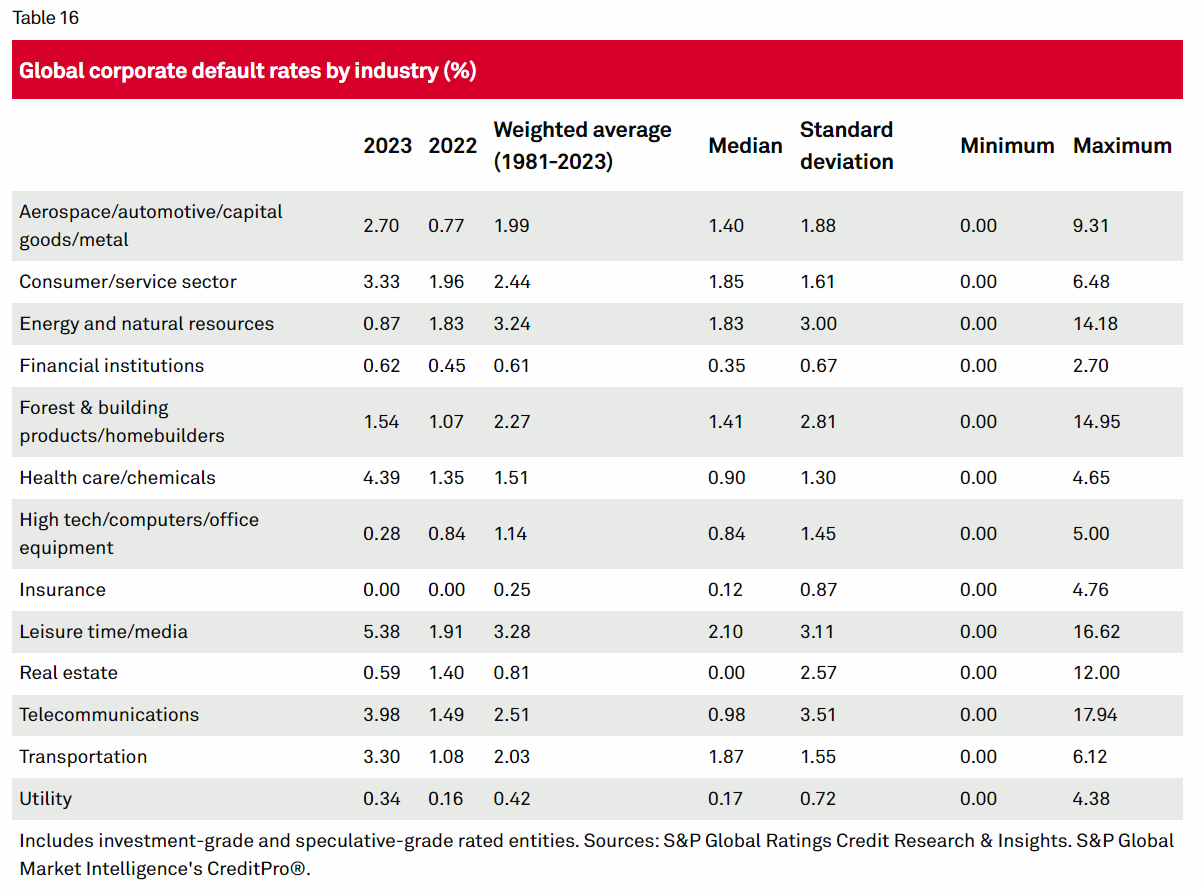 Table 16
Global corporate default rates by industry (%)
2023 2022 Weighted average (1981-2023) Median Standard deviation Minimum Maximum
Aerospace/automotive/capital goods/metal 2.70 0.77 1.99 1.40 1.88 0.00 9.31
Consumer/service sector 3.33 1.96 2.44 1.85 1.61 0.00 6.48
Energy and natural resources 0.87 1.83 3.24 1.83 3.00 0.00 14.18
Financial institutions 0.62 0.45 0.61 0.35 0.67 0.00 2.70
Forest & building products/homebuilders 1.54 1.07 2.27 1.41 2.81 0.00 14.95
Health care/chemicals 4.39 1.35 1.51 0.90 1.30 0.00 4.65
High tech/computers/office equipment 0.28 0.84 1.14 0.84 1.45 0.00 5.00
Insurance 0.00 0.00 0.25 0.12 0.87 0.00 4.76
Leisure time/media 5.38 1.91 3.28 2.10 3.11 0.00 16.62
Real estate 0.59 1.40 0.81 0.00 2.57 0.00 12.00
Telecommunications 3.98 1.49 2.51 0.98 3.51 0.00 17.94
Transportation 3.30 1.08 2.03 1.87 1.55 0.00 6.12
Utility 0.34 0.16 0.42 0.17 0.72 0.00 4.38
Includes investment-grade and speculative-grade rated entities. Sources: S&P Global Ratings Credit Research & Insights. S&P Global
Market Intelligence's CreditPro®.